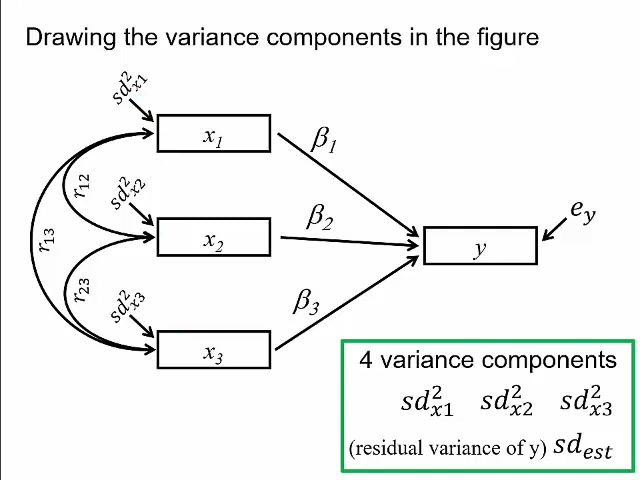 Drawing the variance components in the figure
sd²x1
x1
β1
r12
sd²x2
x2
β2
r13
r23
sd²x3
x3
β3
y
ey
4 variance components
sd²x1 sd²x2 sd²x3
(residual variance of y) sdest